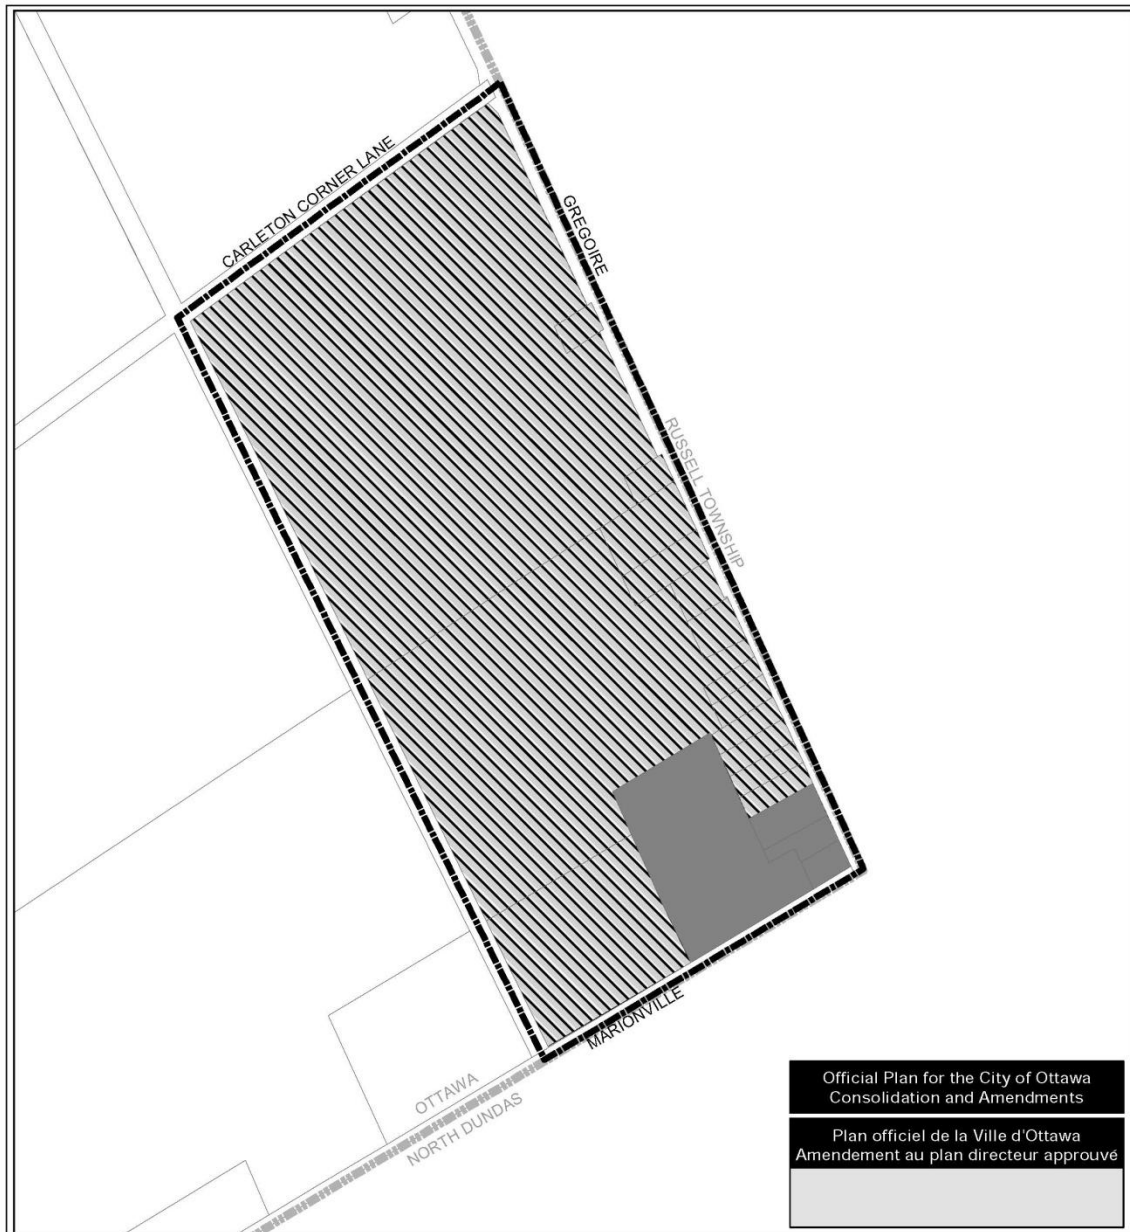 CARLETON CORNER LANE
GREGOIRE
RUSSELL TOWNSHIP
MARIONVILLE
OTTAWA
NORTH DUNDAS
Official Plan for the City of Ottawa
Consolidation and Amendments
Plan officiel de la Ville d'Ottawa
Amendement au plan directeur approuvé